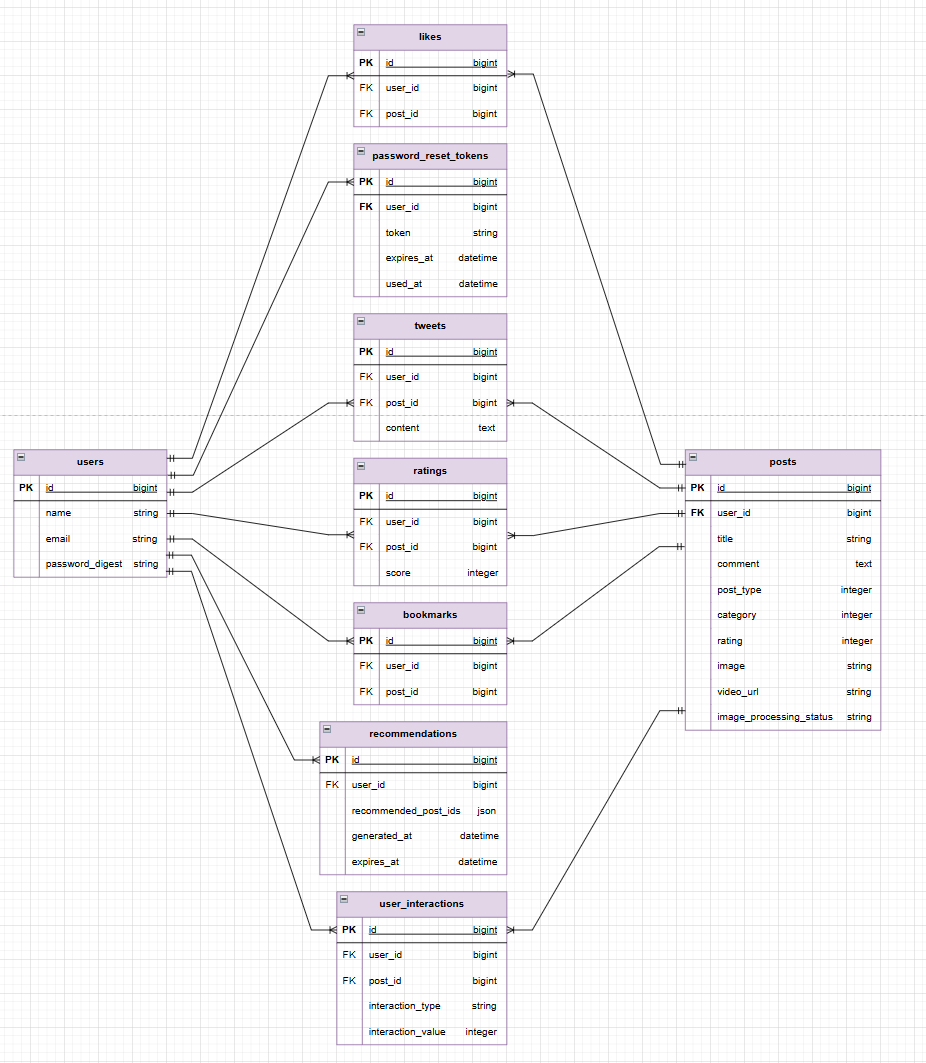 likes
PK id bigint
FK user_id bigint
FK post_id bigint
password_reset_tokens
PK id bigint
FK user_id bigint
token string
expires_at datetime
used_at datetime
tweets
PK id bigint
FK user_id bigint
FK post_id bigint
content text
users
PK id bigint
name string
email string
password_digest string
ratings
PK id bigint
FK user_id bigint
FK post_id bigint
score integer
posts
PK id bigint
FK user_id bigint
title string
comment text
post_type integer
category integer
rating integer
image string
video_url string
image_processing_status string
bookmarks
PK id bigint
FK user_id bigint
FK post_id bigint
recommendations
PK id bigint
FK user_id bigint
recommended_post_ids json
generated_at datetime
expires_at datetime
user_interactions
PK id bigint
FK user_id bigint
FK post_id bigint
interaction_type string
interaction_value integer